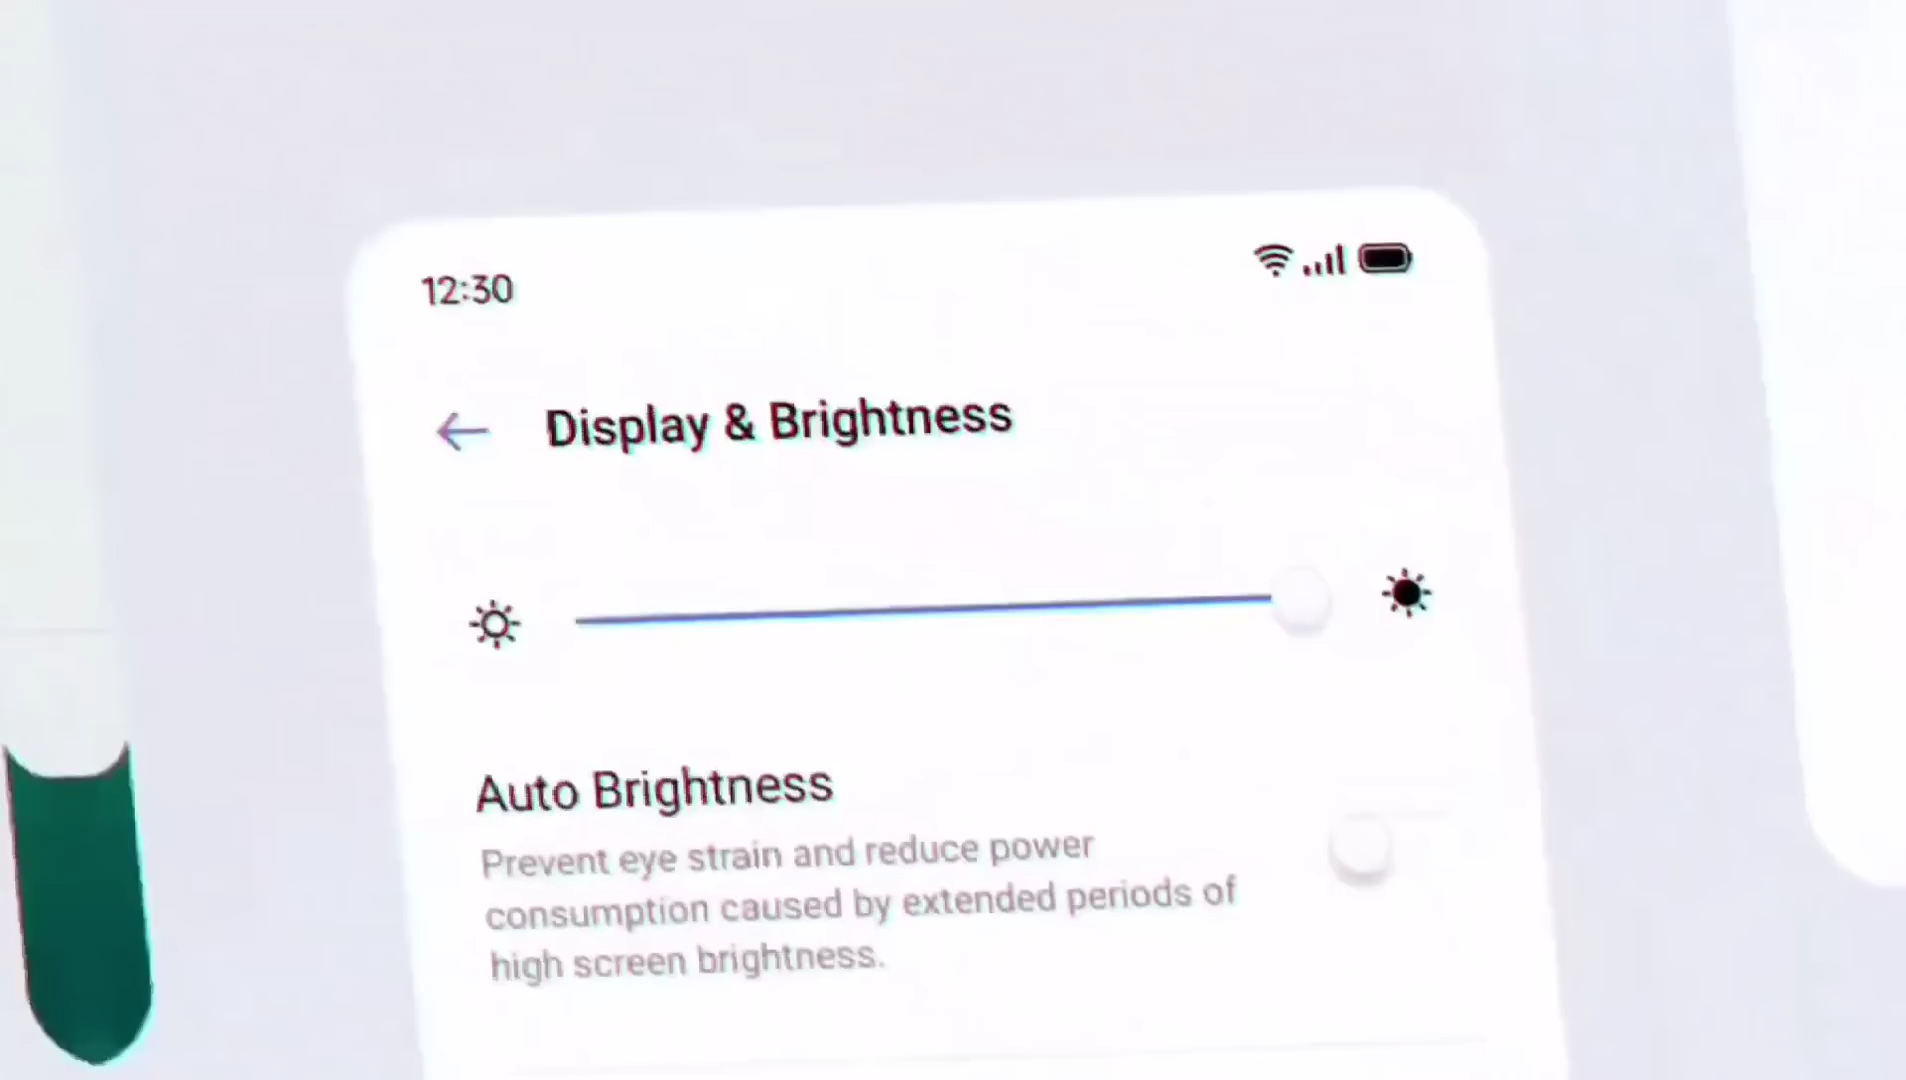 12:30
Display & Brightness
Auto Brightness
Prevent eye strain and reduce power
consumption caused by extended periods of
high screen brightness.